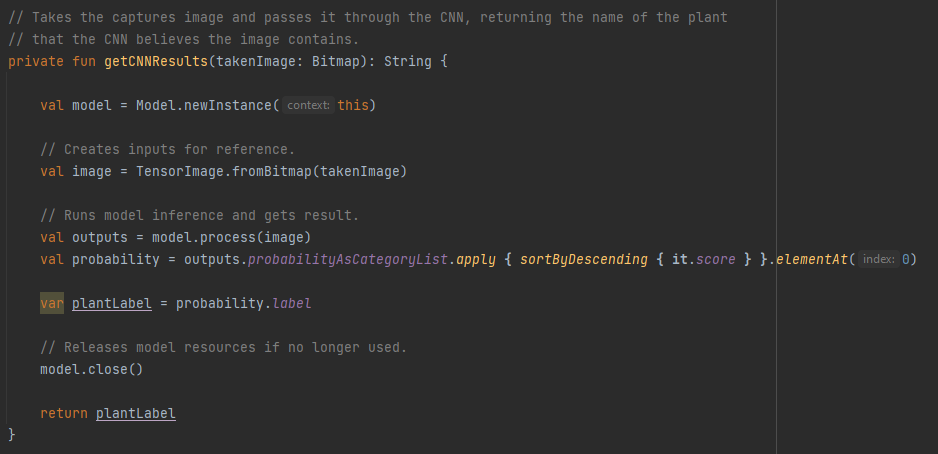 // Takes the captures image and passes it through the CNN, returning the name of the plant
// that the CNN believes the image contains.
private fun getCNNResults(takenImage: Bitmap): String {
val model = Model.newInstance( context: this)
// Creates inputs for reference.
val image = TensorImage.fromBitmap(takenImage)
// Runs model inference and gets result.
val outputs = model.process(image)
val probability = outputs.probabilityAsCategoryList.apply { sortByDescending { it.score } }.elementAt( index: 0)
var plantLabel = probability.label
// Releases model resources if no longer used.
model.close()
return plantLabel
}